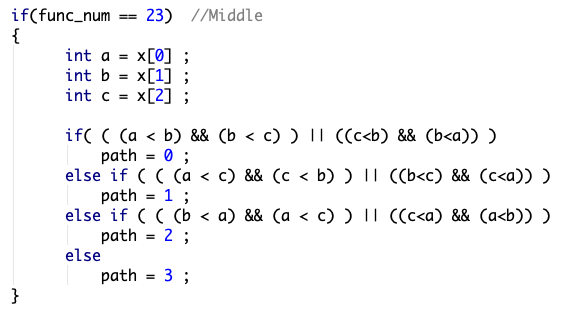 if(func_num == 23)  //Middle
{
int a = x[0] ;
int b = x[1] ;
int c = x[2] ;
if( ( (a < b) && (b < c) ) || ((c<b) && (b<a)) )
path = 0 ;
else if ( ( (a < c) && (c < b) ) || ((b<c) && (c<a)) )
path = 1 ;
else if ( ( (b < a) && (a < c) ) || ((c<a) && (a<b)) )
path = 2 ;
else
path = 3 ;
}